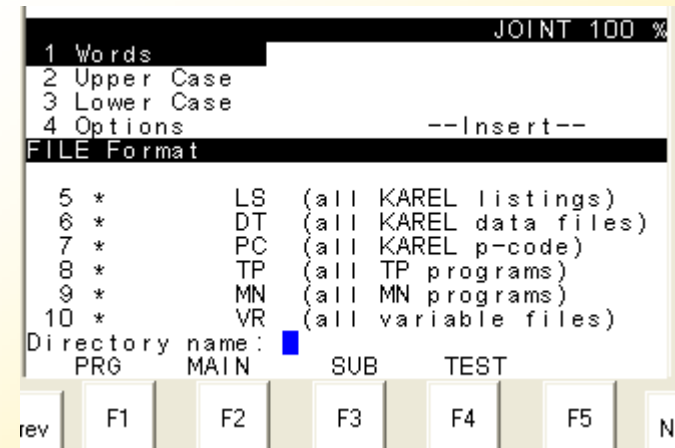 JOINT 100 %
1 Words
2 Upper Case
3 Lower Case
4 Options --Insert--
FILE Format
5 * LS (all KAREL listings)
6 * DT (all KAREL data files)
7 * PC (all KAREL p-code)
8 * TP (all TP programs)
9 * MN (all MN programs)
10 * VR (all variable files)
Directory name:
PRG MAIN SUB TEST
rev F1 F2 F3 F4 F5 N